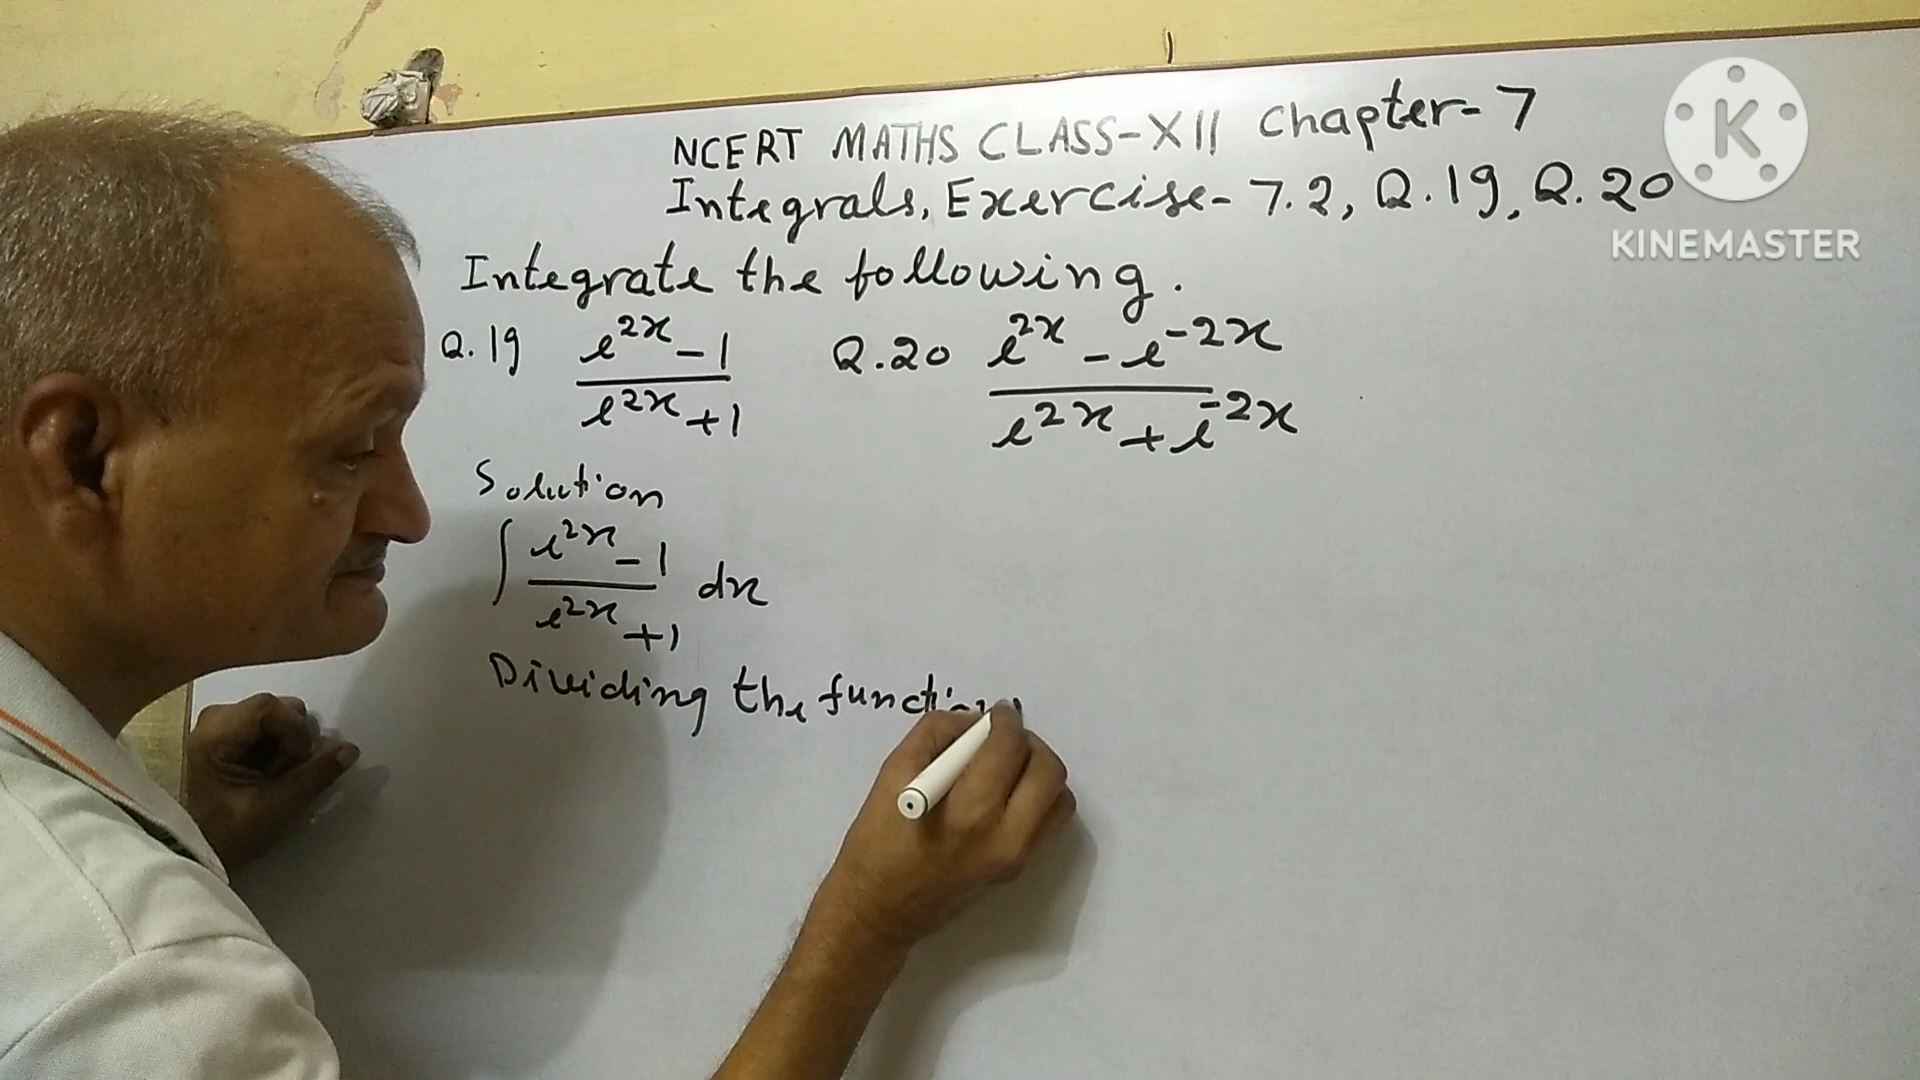 NCERT MATHS CLASS-XII Chapter-7
Integrals, Exercise-7.2, Q.19, Q.20
KINEMASTER
Integrate the following.
Q.19 e^2x - 1 / e^2x + 1 Q.20 e^2x - e^-2x / e^2x + e^-2x
Solution
∫ e^2x - 1 / e^2x + 1 dx
Dividing the function